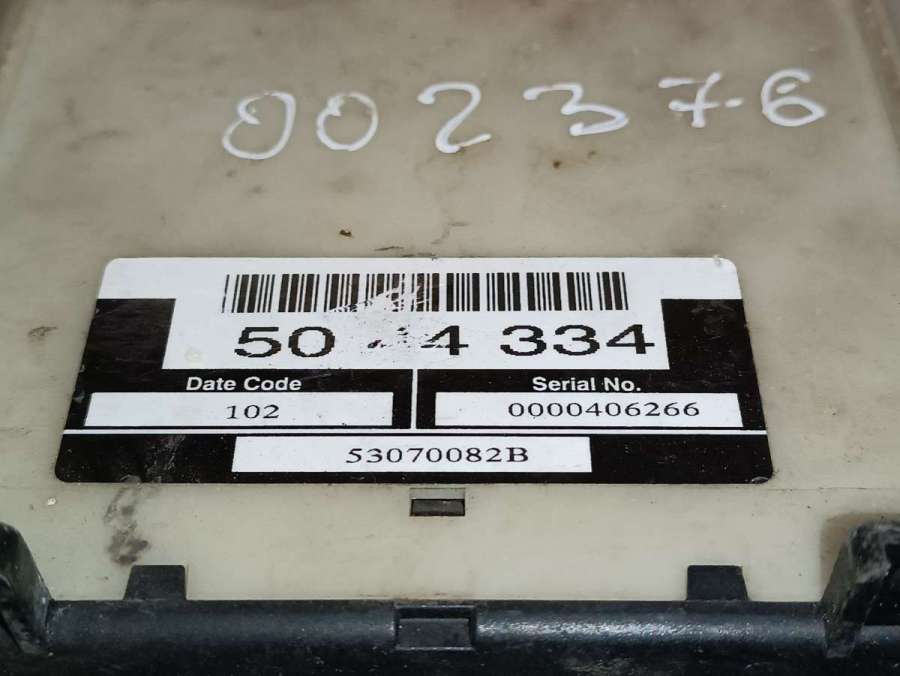 002376
50 4 334
Date Code
Serial No.
102
0000406266
53070082B